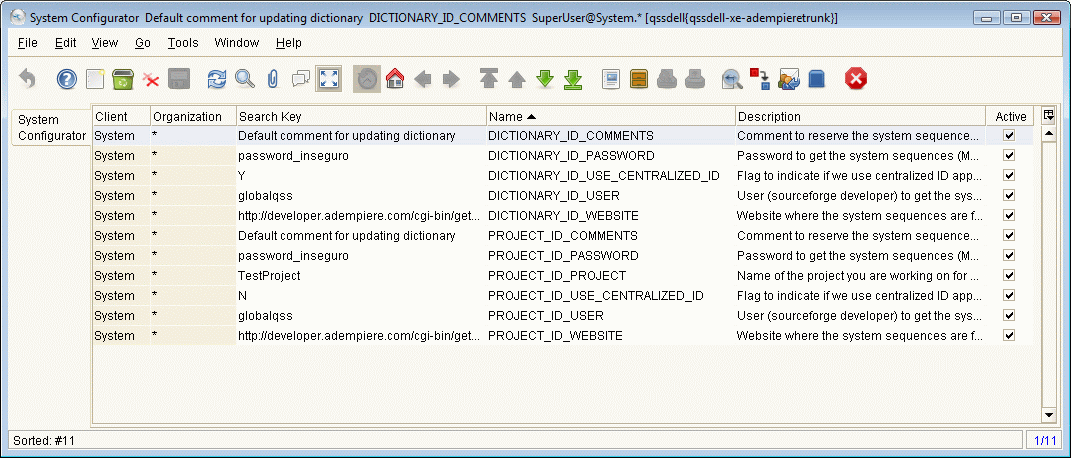 System Configurator  Default comment for updating dictionary  DICTIONARY_ID_COMMENTS  SuperUser@System.* [qssdell{qssdell-xe-adempieretrunk}]
File Edit View Go Tools Window Help
System
Configurator
Client Organization Search Key Name Description Active
System * Default comment for updating dictionary DICTIONARY_ID_COMMENTS Comment to reserve the system sequence...
System * password_inseguro DICTIONARY_ID_PASSWORD Password to get the system sequences (M...
System * Y DICTIONARY_ID_USE_CENTRALIZED_ID Flag to indicate if we use centralized ID app...
System * globalqss DICTIONARY_ID_USER User (sourceforge developer) to get the sys...
System * http://developer.adempiere.com/cgi-bin/get... DICTIONARY_ID_WEBSITE Website where the system sequences are f...
System * Default comment for updating dictionary PROJECT_ID_COMMENTS Comment to reserve the system sequence...
System * password_inseguro PROJECT_ID_PASSWORD Password to get the system sequences (M...
System * TestProject PROJECT_ID_PROJECT Name of the project you are working on for ...
System * N PROJECT_ID_USE_CENTRALIZED_ID Flag to indicate if we use centralized ID app...
System * globalqss PROJECT_ID_USER User (sourceforge developer) to get the sys...
System * http://developer.adempiere.com/cgi-bin/get... PROJECT_ID_WEBSITE Website where the system sequences are f...
Sorted: #11 1/11